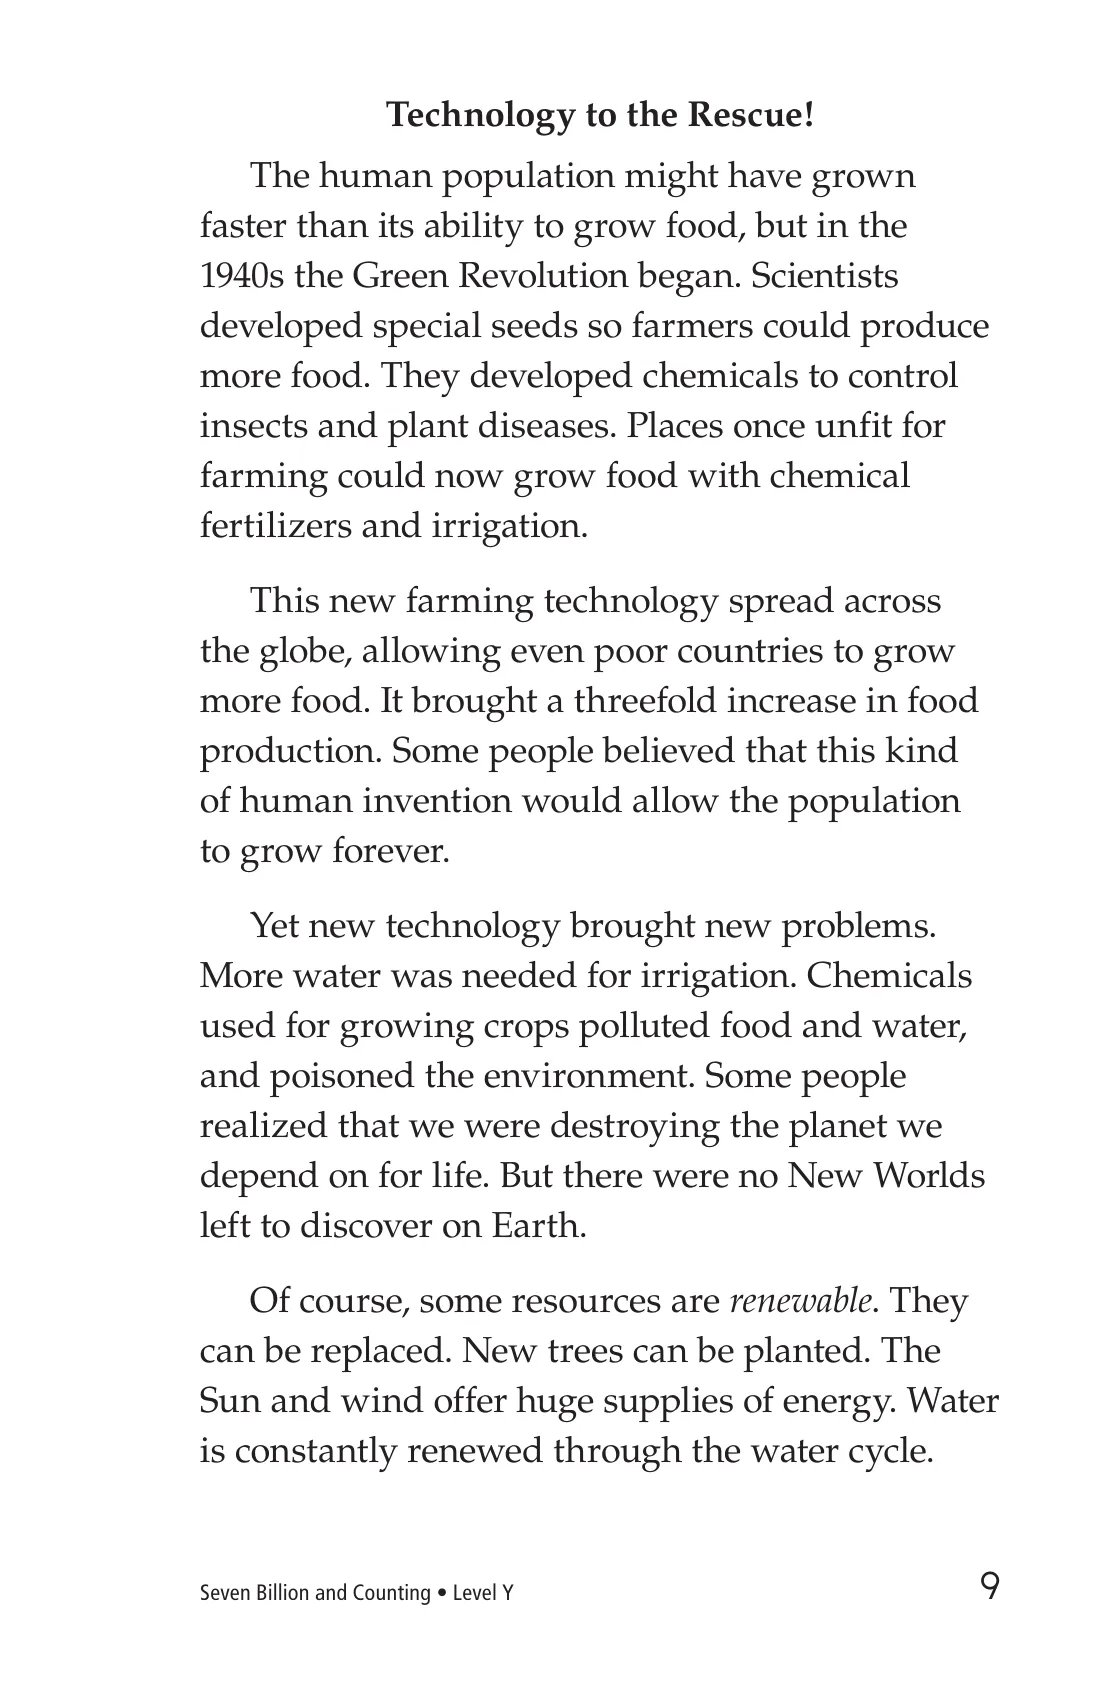 Technology to the Rescue!
The human population might have grown
faster than its ability to grow food, but in the
1940s the Green Revolution began. Scientists
developed special seeds so farmers could produce
more food. They developed chemicals to control
insects and plant diseases. Places once unfit for
farming could now grow food with chemical
fertilizers and irrigation.
This new farming technology spread across
the globe, allowing even poor countries to grow
more food. It brought a threefold increase in food
production. Some people believed that this kind
of human invention would allow the population
to grow forever.
Yet new technology brought new problems.
More water was needed for irrigation. Chemicals
used for growing crops polluted food and water,
and poisoned the environment. Some people
realized that we were destroying the planet we
depend on for life. But there were no New Worlds
left to discover on Earth.
Of course, some resources are renewable. They
can be replaced. New trees can be planted. The
Sun and wind offer huge supplies of energy. Water
is constantly renewed through the water cycle.
Seven Billion and Counting • Level Y
9